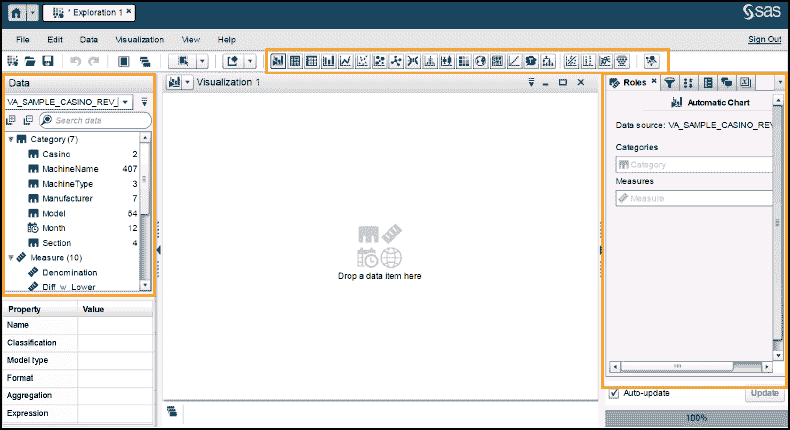 * Exploration 1 ×
sas
File Edit Data Visualization View Help
Sign Out
Data
VA_SAMPLE_CASINO_REV_
Search data
Category (7)
Casino 2
MachineName 407
MachineType 3
Manufacturer 7
Model 64
Month 12
Section 4
Measure (10)
Denomination
Diff_w_Lower
Property Value
Name
Classification
Model type
Format
Aggregation
Expression
Visualization 1
Drop a data item here
Roles ×
Automatic Chart
Data source: VA_SAMPLE_CASINO_REV
Categories
Category
Measures
Measure
Auto-update
Update
100%